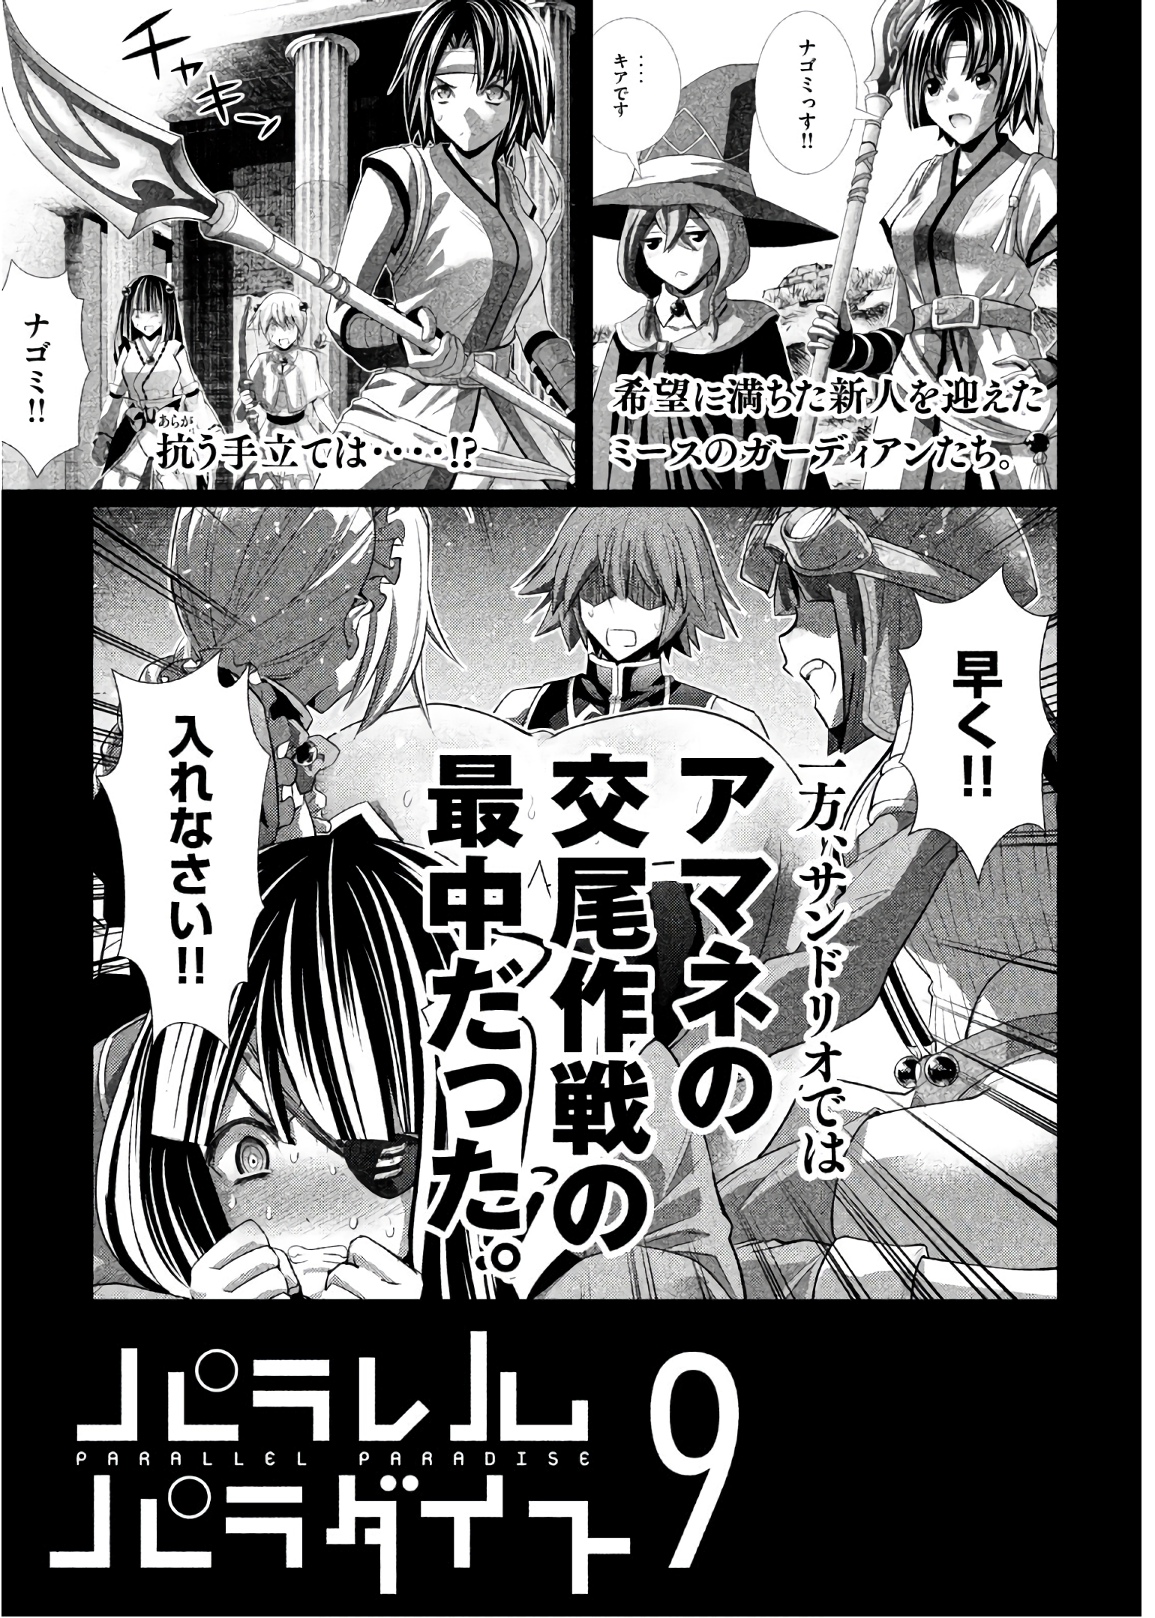 ナゴミっす!!
‥‥
キアです
希望に満ちた新人を迎えた
ミースのガーディアンたち。
チャキンッ
ナゴミ!!
あらが
抗う手立ては‥‥!?
早く!!
一方、サンドリオでは
アマネの
交尾作戦の
最中だった。
入れなさい!!
パラレル
PARALLEL PARADISE
パラダイス
9